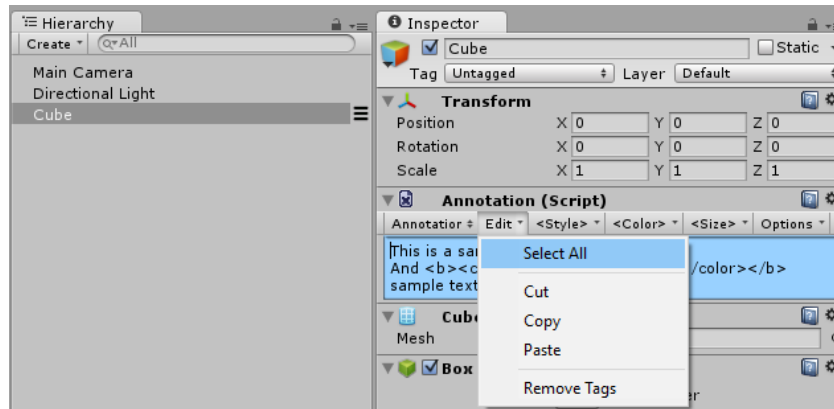 Hierarchy
Create
All
Main Camera
Directional Light
Cube
Inspector
Cube
Static
Tag Untagged Layer Default
Transform
Position X 0 Y 0 Z 0
Rotation X 0 Y 0 Z 0
Scale X 1 Y 1 Z 1
Annotation (Script)
Annotatior Edit <Style> <Color> <Size> Options
This is a sa
And <b><c /color></b>
sample text
Select All
Cut
Copy
Paste
Remove Tags
Cub
Mesh
Box